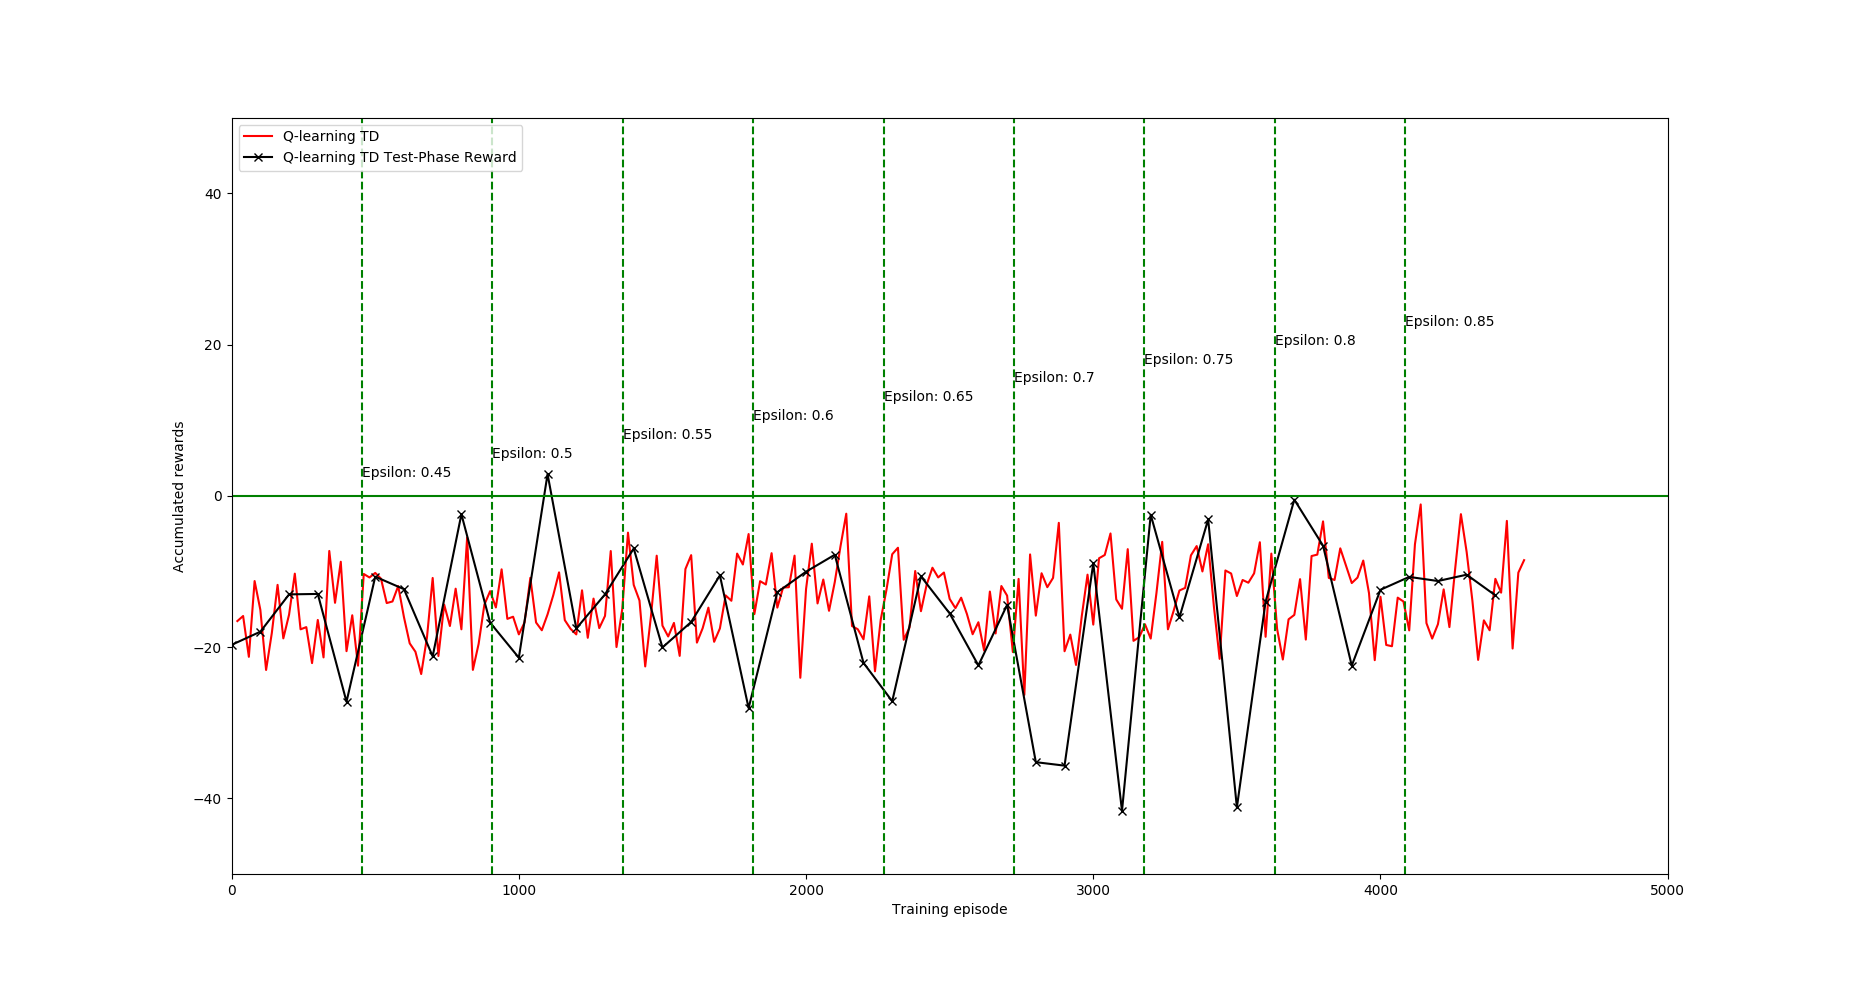 Q-learning TD
Q-learning TD Test-Phase Reward
40
20
0
−20
−40
Accumulated rewards
Epsilon: 0.45
Epsilon: 0.5
Epsilon: 0.55
Epsilon: 0.6
Epsilon: 0.65
Epsilon: 0.7
Epsilon: 0.75
Epsilon: 0.8
Epsilon: 0.85
0 1000 2000 3000 4000 5000
Training episode